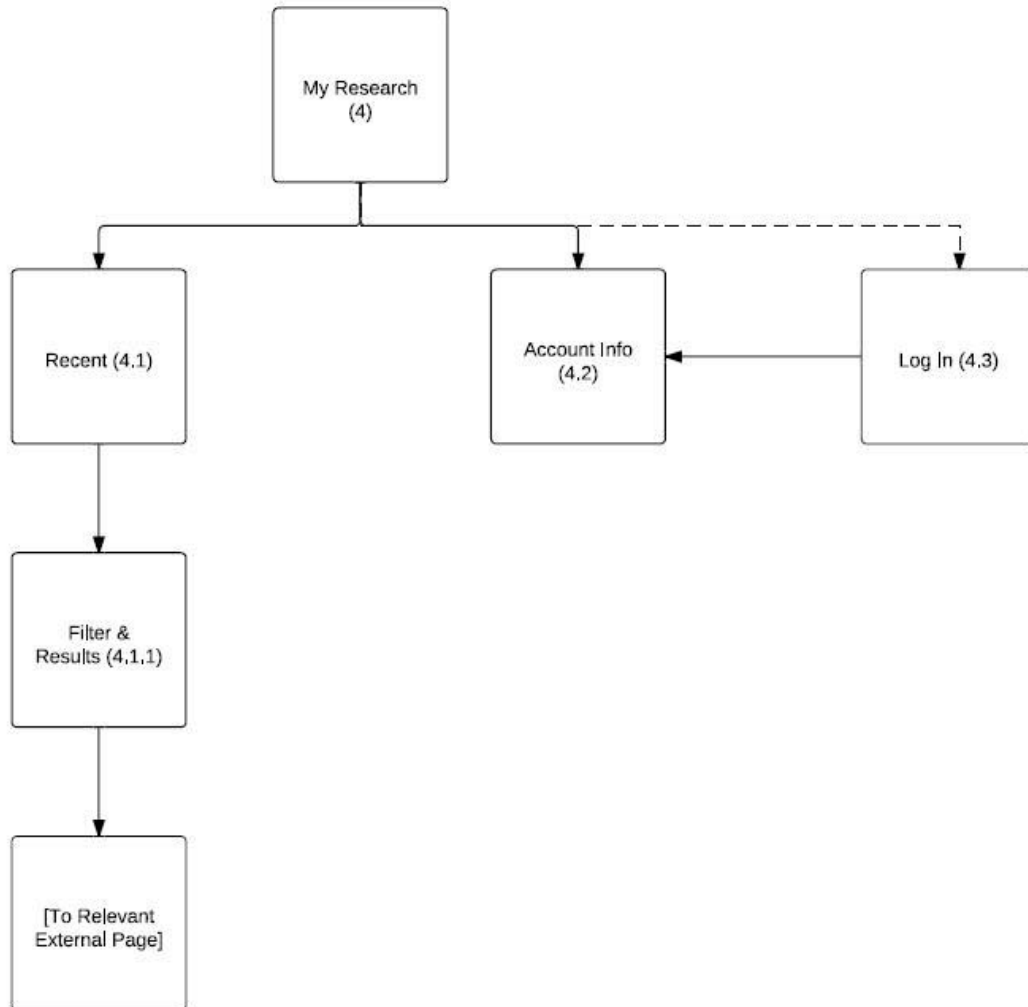 My Research
(4)
Recent (4.1)
Account Info
(4.2)
Log In (4.3)
Filter &
Results (4.1.1)
[To Relevant
External Page]